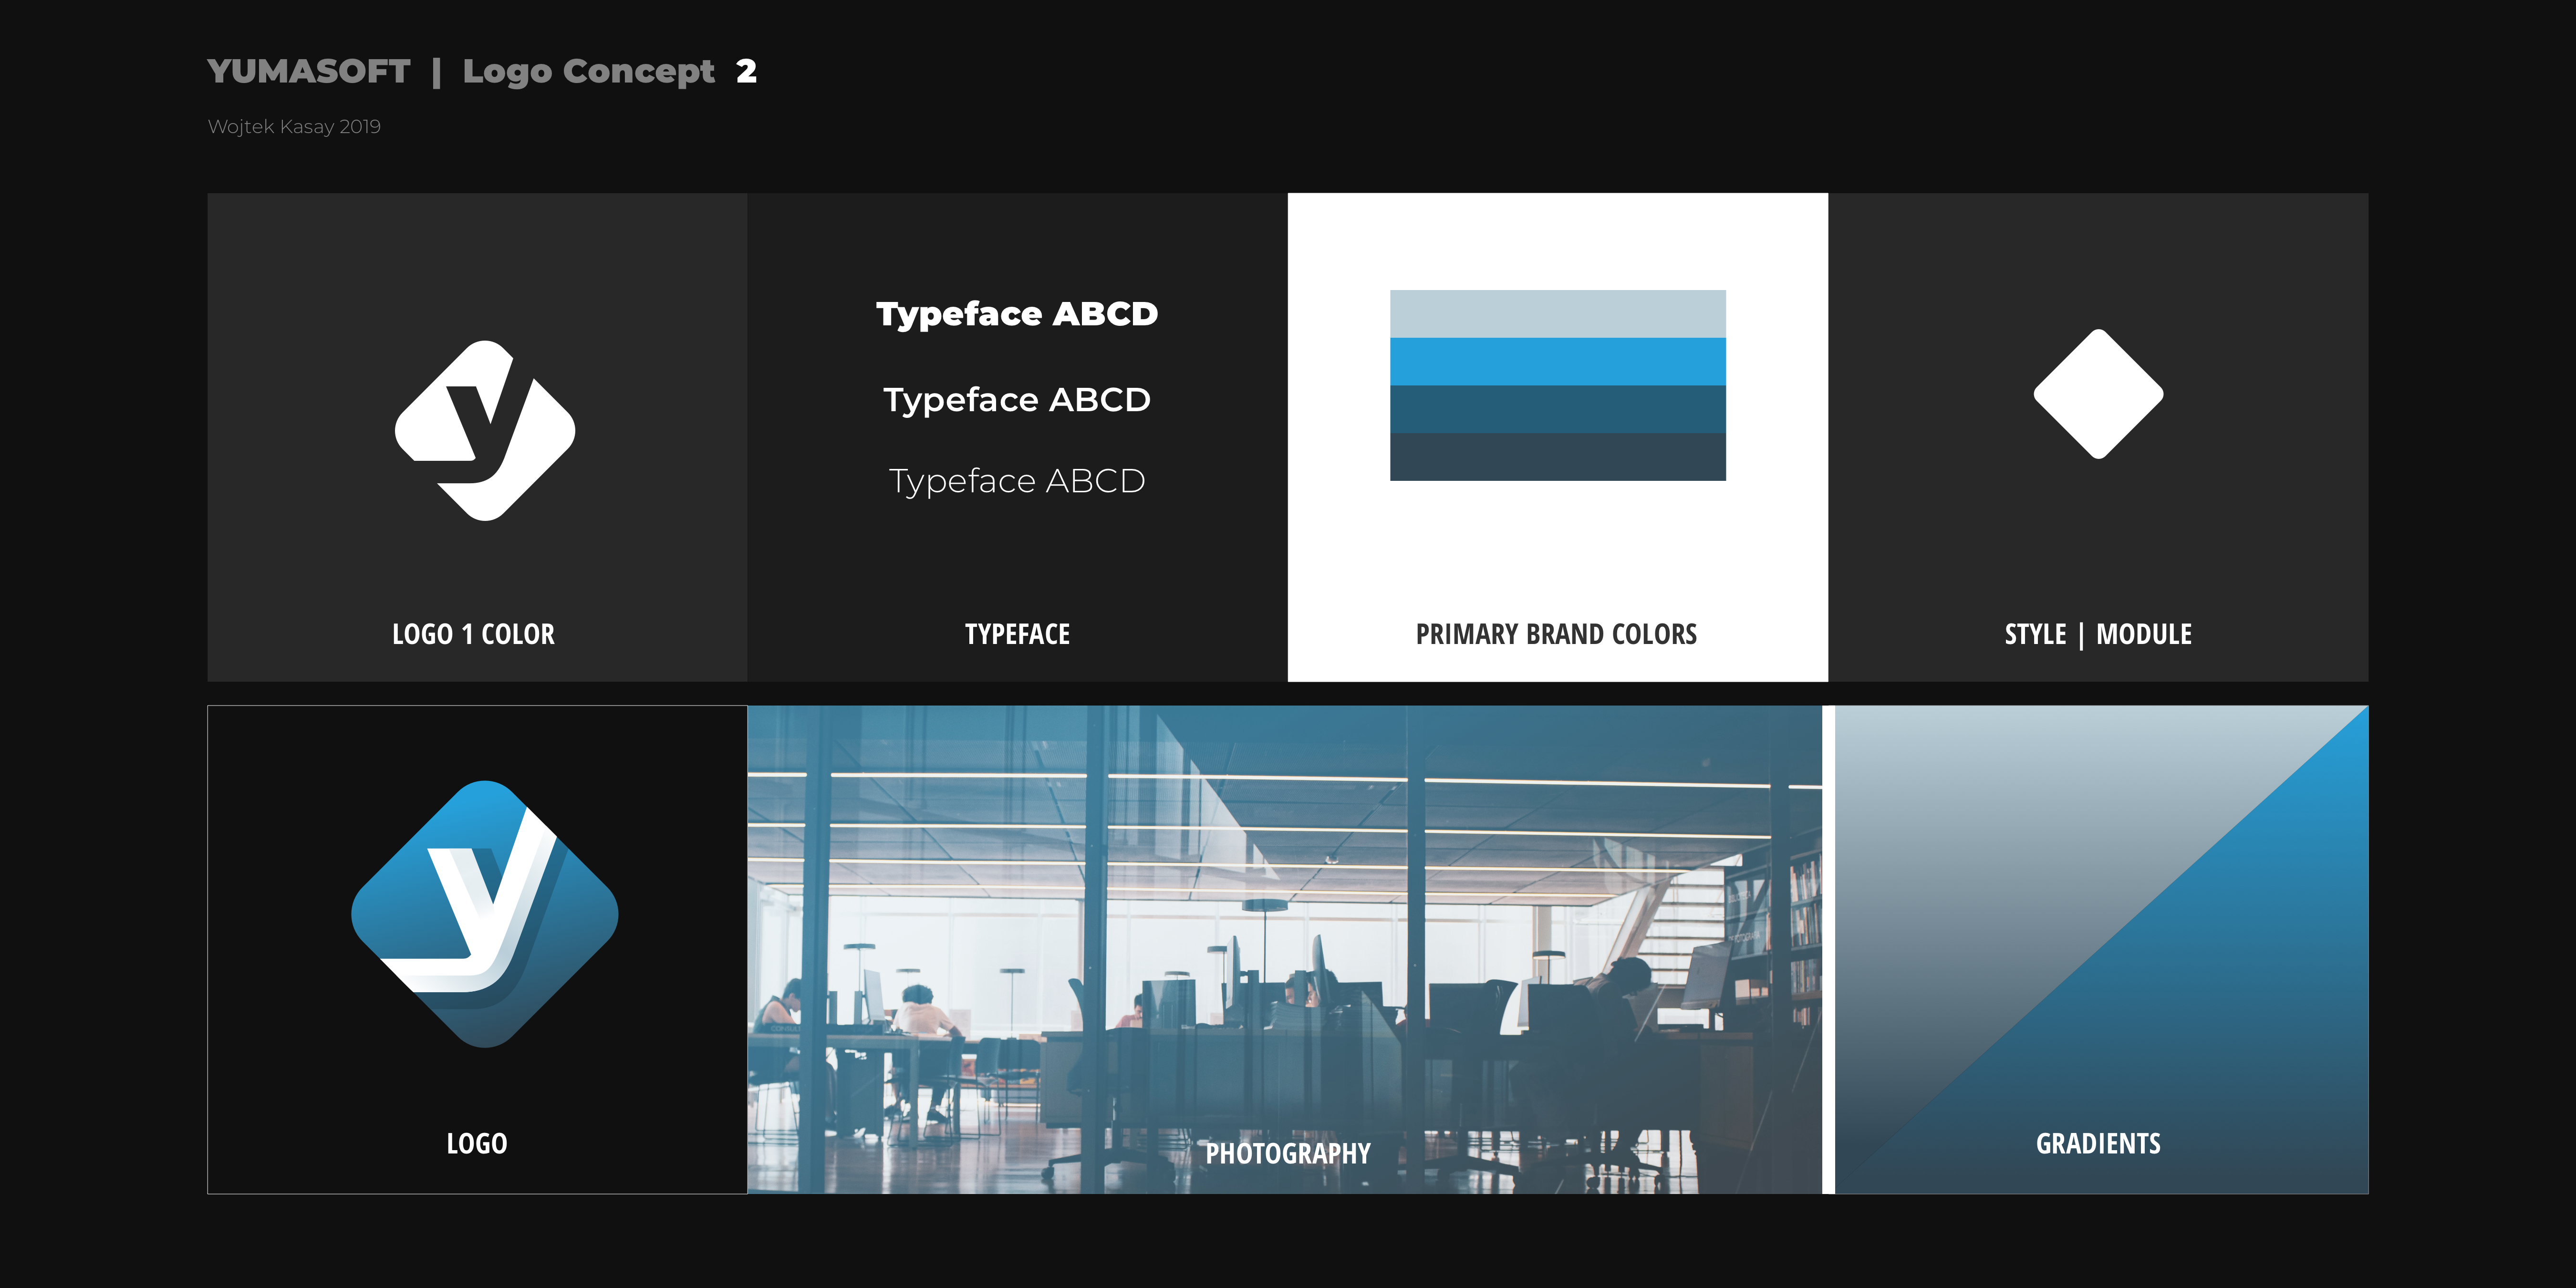 YUMASOFT | Logo Concept 2
Wojtek Kasay 2019
y
Typeface ABCD
Typeface ABCD
Typeface ABCD
LOGO 1 COLOR
TYPEFACE
PRIMARY BRAND COLORS
STYLE | MODULE
y
LOGO
PHOTOGRAPHY
GRADIENTS